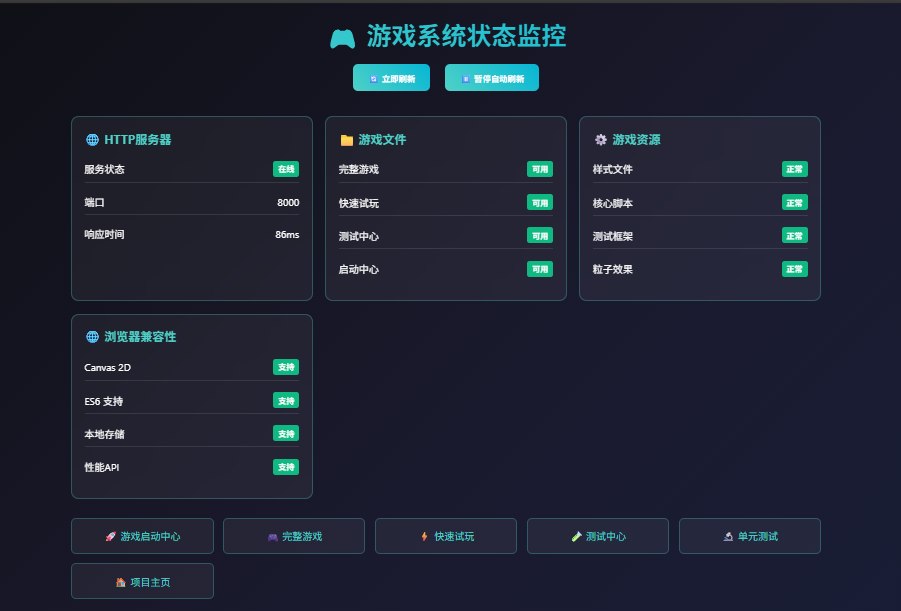 游戏系统状态监控
立即刷新
暂停自动刷新
HTTP服务器
服务状态 在线
端口 8000
响应时间 86ms
游戏文件
完整游戏 可用
快速试玩 可用
测试中心 可用
启动中心 可用
游戏资源
样式文件 正常
核心脚本 正常
测试框架 正常
粒子效果 正常
浏览器兼容性
Canvas 2D 支持
ES6 支持 支持
本地存储 支持
性能API 支持
游戏启动中心
完整游戏
快速试玩
测试中心
单元测试
项目主页